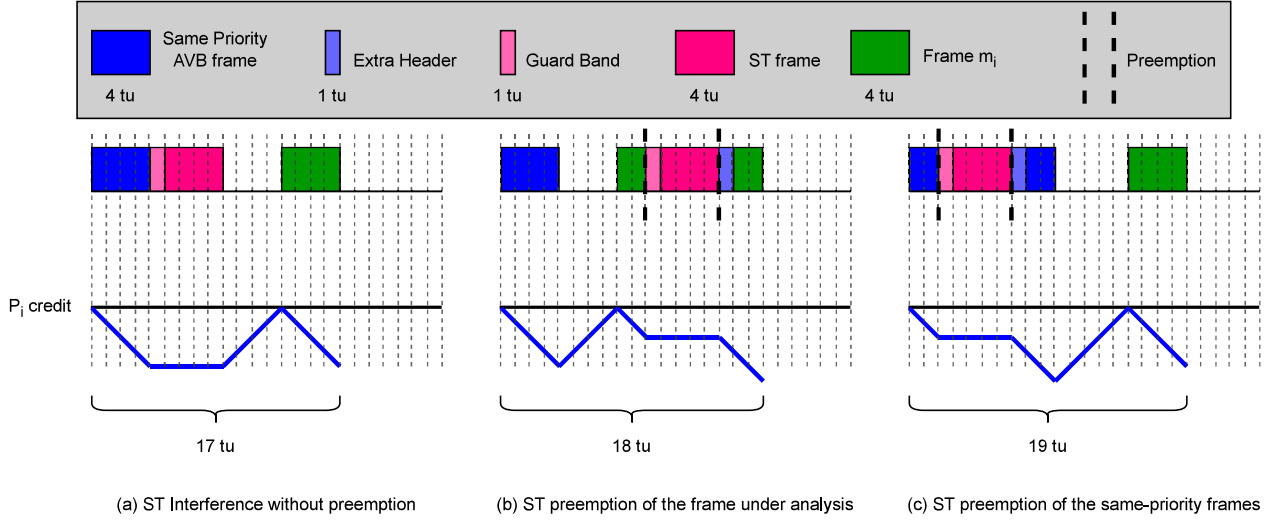 Same Priority
AVB frame
Extra Header
Guard Band
ST frame
Frame mi
Preemption
4 tu
1 tu
1 tu
4 tu
4 tu
Pi credit
17 tu
18 tu
19 tu
(a) ST Interference without preemption
(b) ST preemption of the frame under analysis
(c) ST preemption of the same-priority frames